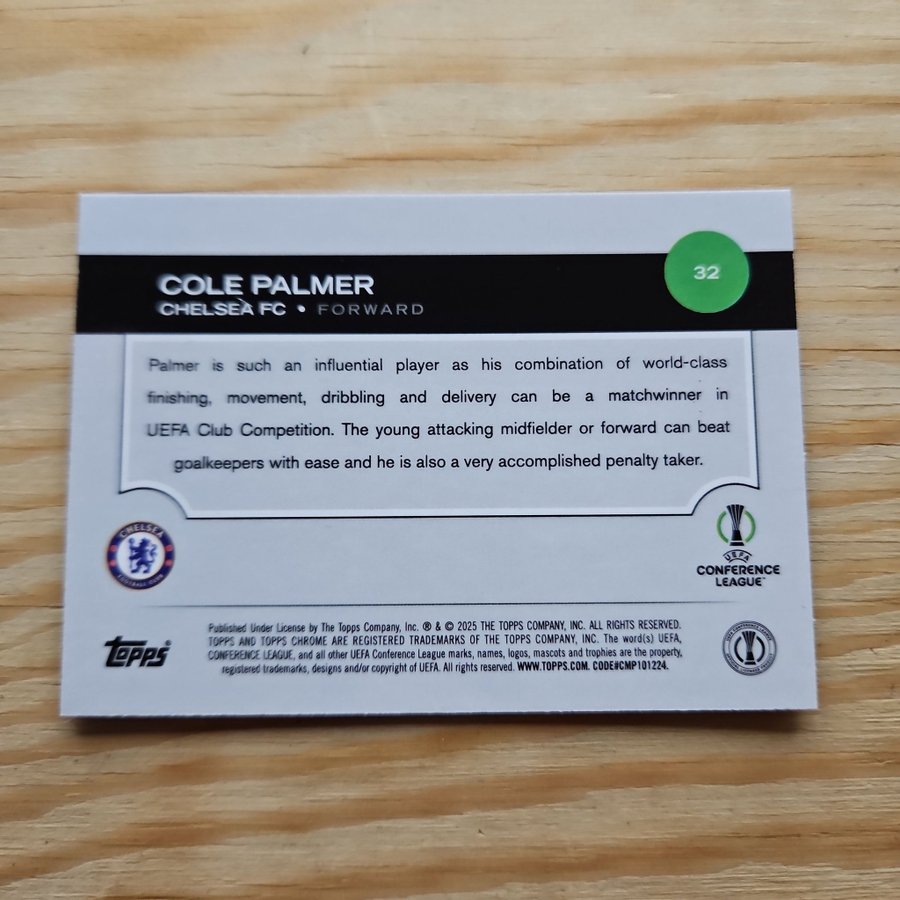 32
COLE PALMER
CHELSEA FC • FORWARD
Palmer is such an influential player as his combination of world-class
finishing, movement, dribbling and delivery can be a matchwinner in
UEFA Club Competition. The young attacking midfielder or forward can beat
goalkeepers with ease and he is also a very accomplished penalty taker.
CHELSEA
FOOTBALL CLUB
UEFA
CONFERENCE
LEAGUE™
topps®
Published Under License by The Topps Company, Inc. ® & © 2025 THE TOPPS COMPANY, INC. ALL RIGHTS RESERVED.
TOPPS AND TOPPS CHROME ARE REGISTERED TRADEMARKS OF THE TOPPS COMPANY, INC. The word(s) UEFA,
CONFERENCE LEAGUE, and all other UEFA Conference League marks, names, logos, mascots and trophies are the property,
registered trademarks, designs and/or copyright of UEFA. All rights reserved. WWW.TOPPS.COM. CODE#CMP101224.